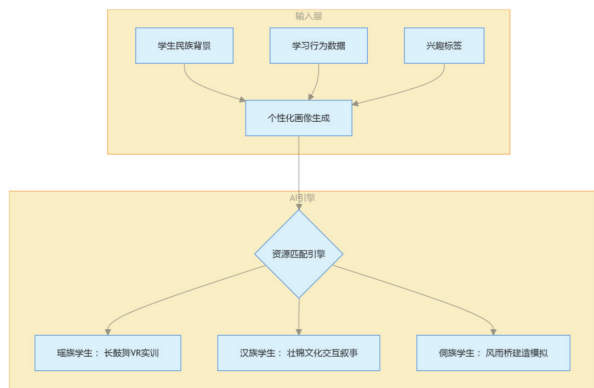 输入层
学生民族背景
学习行为数据
兴趣标签
个性化画像生成
AI引擎
资源匹配引擎
瑶族学生： 长鼓舞VR实训
汉族学生： 壮锦文化交互叙事
侗族学生： 风雨桥建造模拟